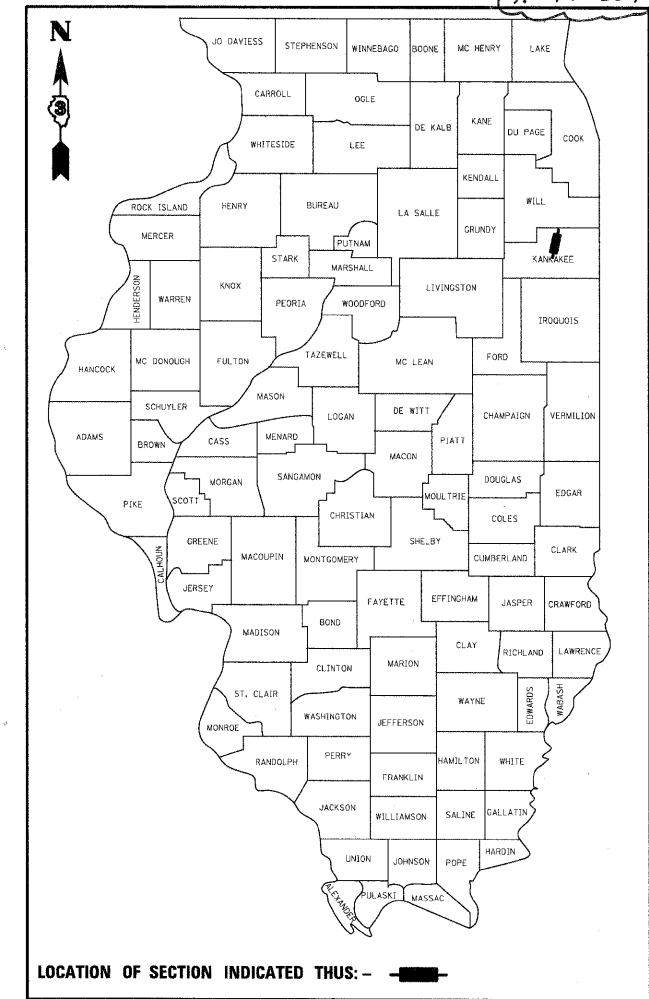 N
3
JO DAVIESS STEPHENSON WINNEBAGO BOONE MC HENRY LAKE
CARROLL OGLE
DE KALB KANE DU PAGE COOK
WHITESIDE LEE
KENDALL
WILL
ROCK ISLAND HENRY BUREAU LA SALLE
MERCER PUTNAM GRUNDY
STARK MARSHALL KANKAKEE
HENDERSON WARREN KNOX PEORIA WOODFORD LIVINGSTON
IROQUOIS
HANCOCK MC DONOUGH FULTON TAZEWELL MC LEAN FORD
MASON
SCHUYLER LOGAN DE WITT CHAMPAIGN VERMILION
ADAMS BROWN CASS MENARD PIATT
MACON
MORGAN SANGAMON DOUGLAS
PIKE SCOTT MOULTRIE EDGAR
CHRISTIAN COLES
GREENE MACOUPIN MONTGOMERY SHELBY
CUMBERLAND CLARK
CALHOUN JERSEY
FAYETTE EFFINGHAM JASPER CRAWFORD
MADISON BOND
CLAY RICHLAND LAWRENCE
CLINTON MARION
ST. CLAIR WAYNE EDWARDS WABASH
WASHINGTON JEFFERSON
MONROE
RANDOLPH PERRY HAMILTON WHITE
FRANKLIN
JACKSON WILLIAMSON SALINE GALLATIN
UNION JOHNSON POPE HARDIN
ALEXANDER PULASKI MASSAC
LOCATION OF SECTION INDICATED THUS: -